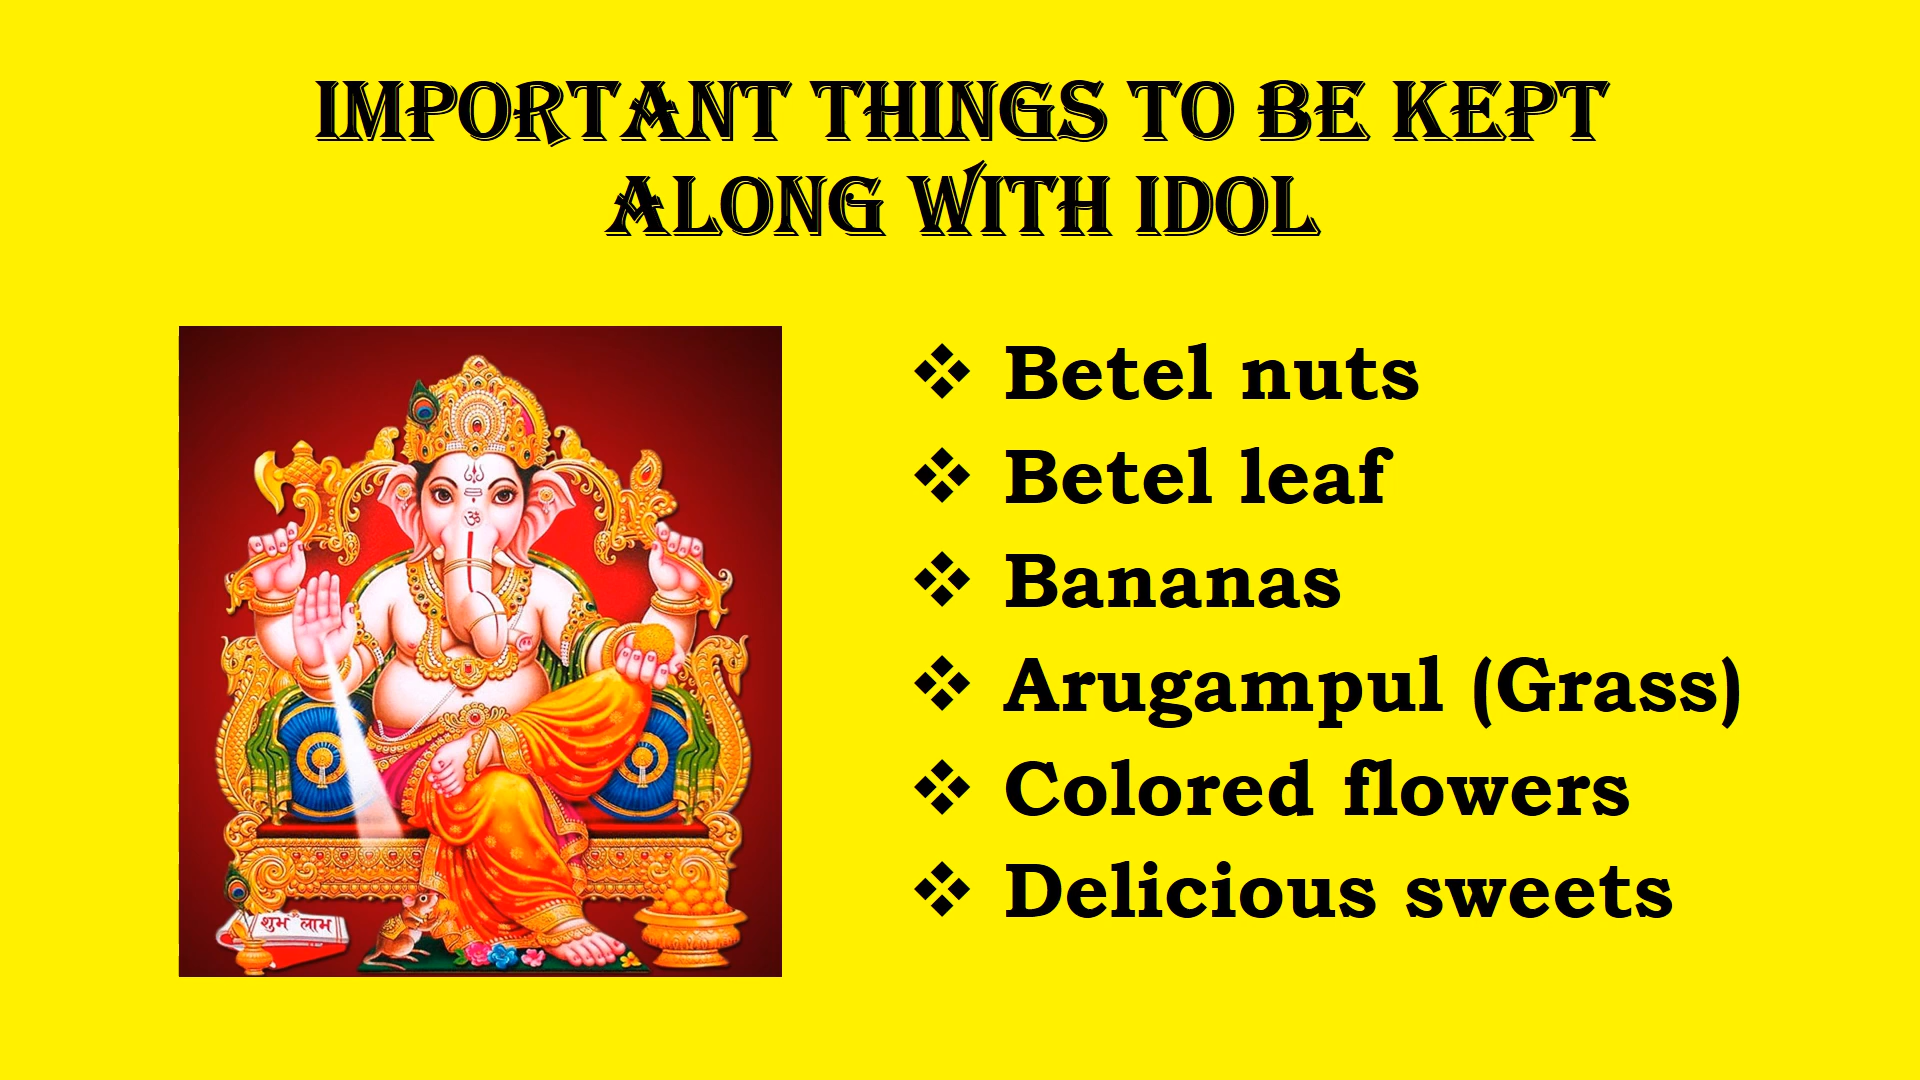 IMPORTANT THINGS TO BE KEPT
ALONG WITH IDOL
❖ Betel nuts
❖ Betel leaf
❖ Bananas
❖ Arugampul (Grass)
❖ Colored flowers
❖ Delicious sweets
ॐ
शुभ लाभ